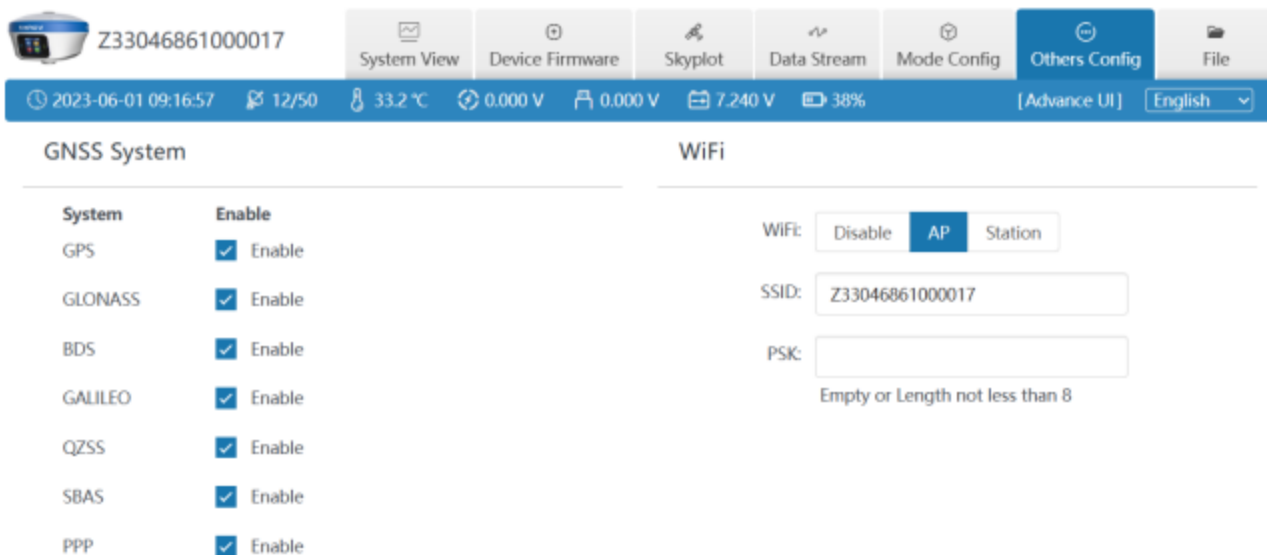 Z33046861000017
System View
Device Firmware
Skyplot
Data Stream
Mode Config
Others Config
File
2023-06-01 09:16:57 12/50 33.2 ℃ 0.000 V 0.000 V 7.240 V 38% [Advance UI] English
GNSS System
System Enable
GPS Enable
GLONASS Enable
BDS Enable
GALILEO Enable
QZSS Enable
SBAS Enable
PPP Enable
WiFi
WiFi: Disable AP Station
SSID: Z33046861000017
PSK:
Empty or Length not less than 8